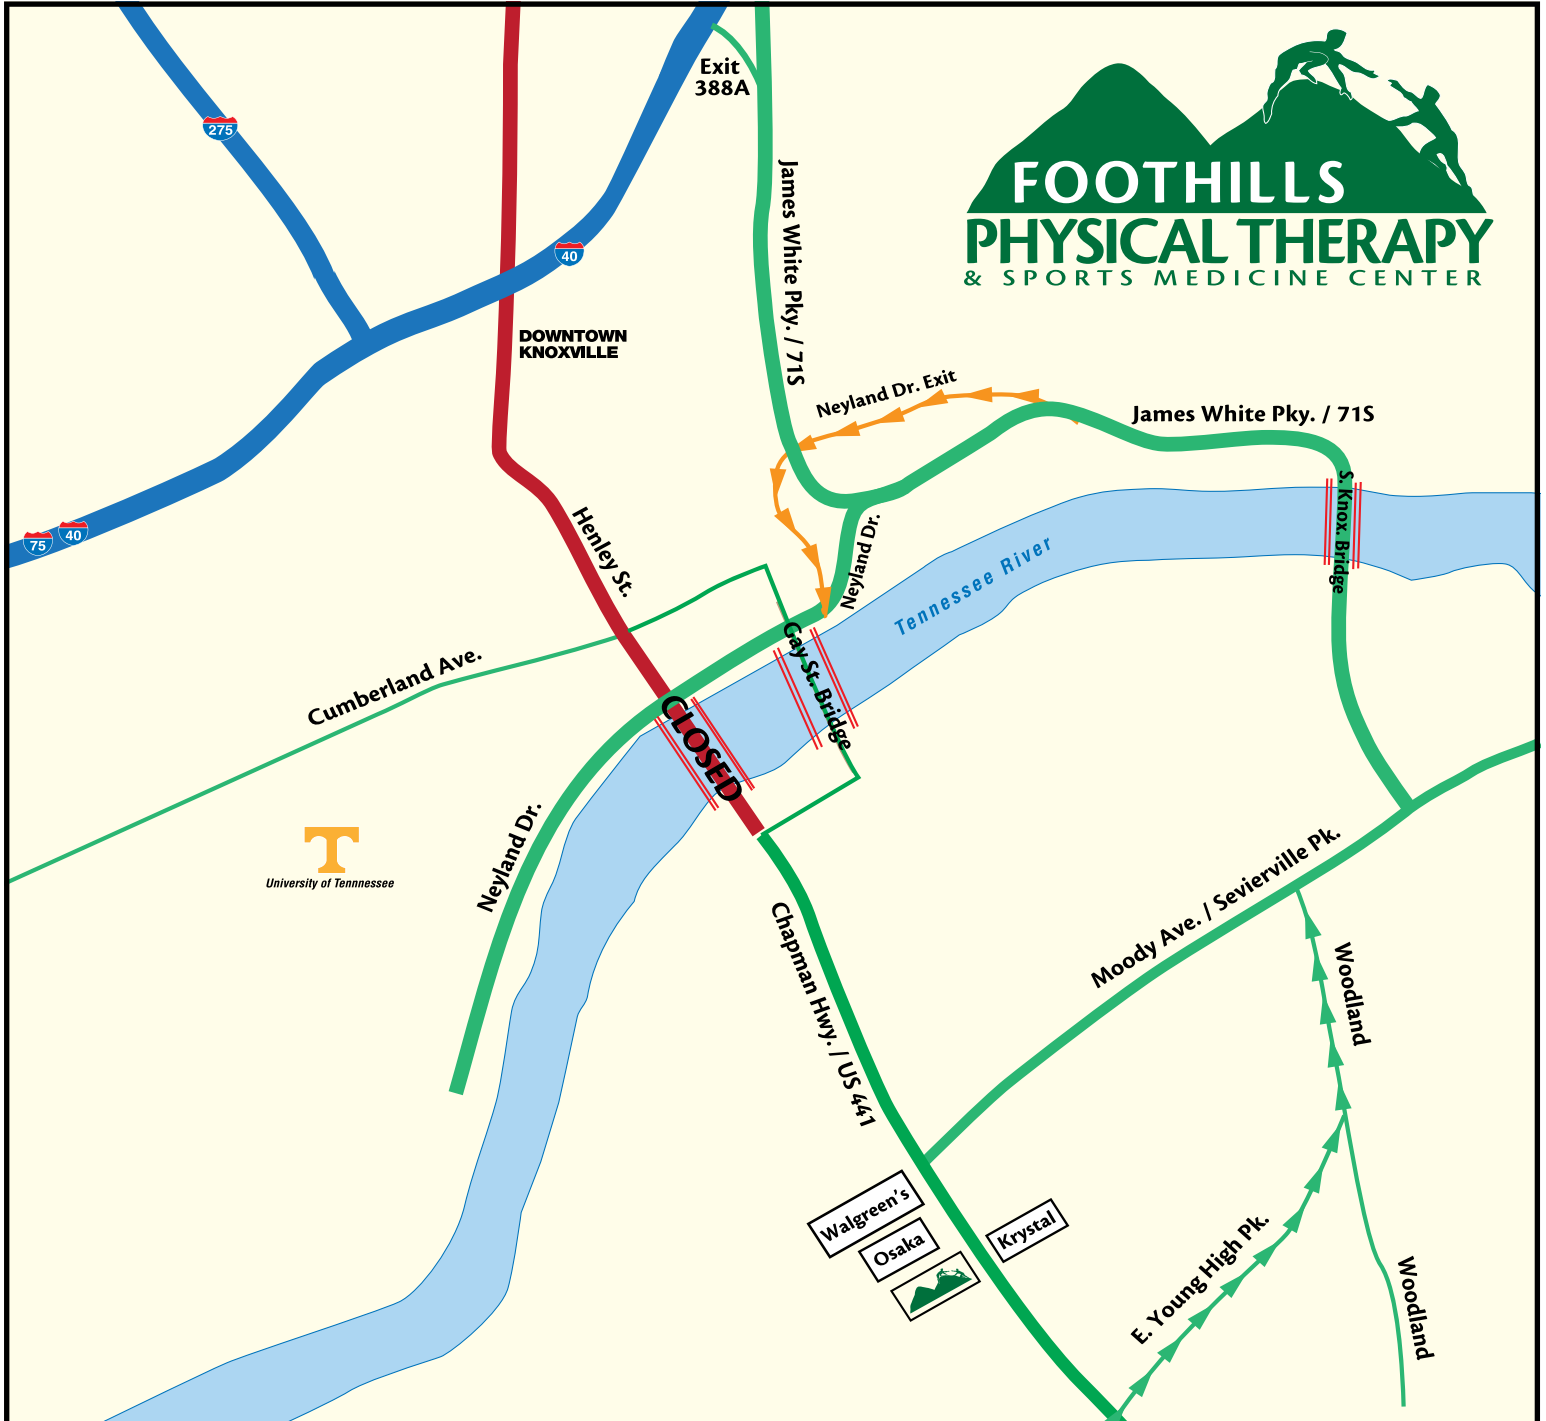 Exit
388A
FOOTHILLS
PHYSICAL THERAPY
& SPORTS MEDICINE CENTER
275
40
James White Pky. / 71S
DOWNTOWN
KNOXVILLE
Neyland Dr. Exit
James White Pky. / 71S
75
40
Henley St.
Neyland Dr.
S. Knox. Bridge
Tennessee River
Gay St. Bridge
Cumberland Ave.
CLOSED
Neyland Dr.
T
University of Tennnessee
Chapman Hwy. / US 441
Moody Ave. / Sevierville Pk.
Woodland
Walgreen's
Osaka
Krystal
E. Young High Pk.
Woodland